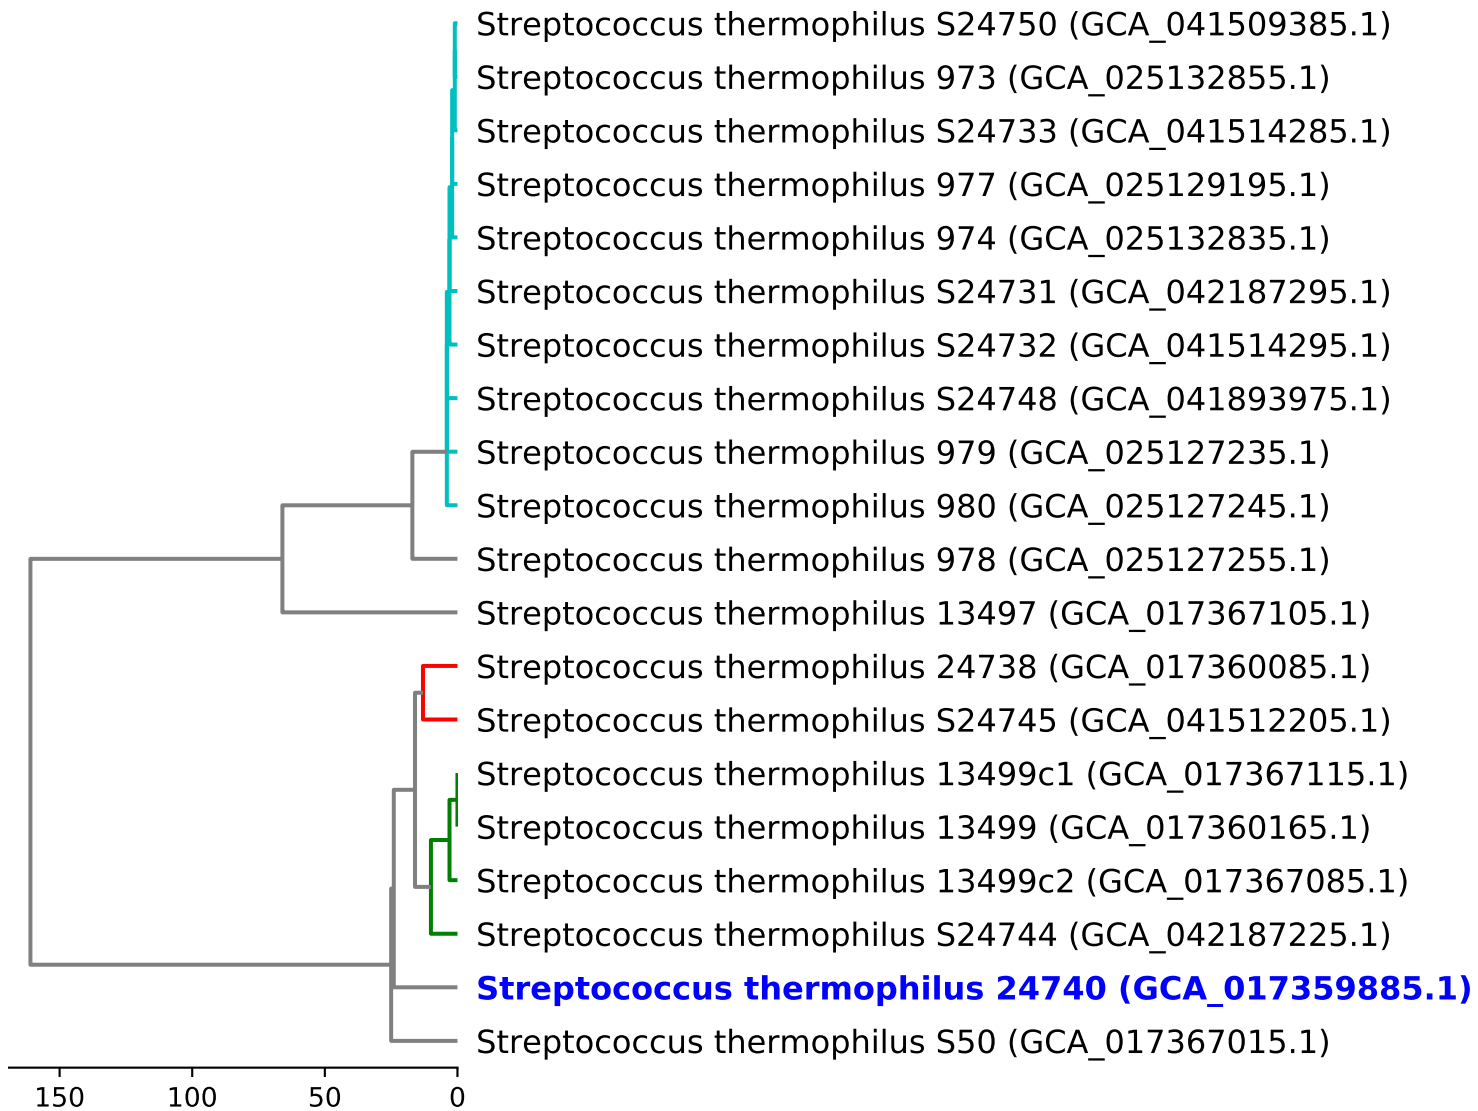 Streptococcus thermophilus S24750 (GCA_041509385.1)
Streptococcus thermophilus 973 (GCA_025132855.1)
Streptococcus thermophilus S24733 (GCA_041514285.1)
Streptococcus thermophilus 977 (GCA_025129195.1)
Streptococcus thermophilus 974 (GCA_025132835.1)
Streptococcus thermophilus S24731 (GCA_042187295.1)
Streptococcus thermophilus S24732 (GCA_041514295.1)
Streptococcus thermophilus S24748 (GCA_041893975.1)
Streptococcus thermophilus 979 (GCA_025127235.1)
Streptococcus thermophilus 980 (GCA_025127245.1)
Streptococcus thermophilus 978 (GCA_025127255.1)
Streptococcus thermophilus 13497 (GCA_017367105.1)
Streptococcus thermophilus 24738 (GCA_017360085.1)
Streptococcus thermophilus S24745 (GCA_041512205.1)
Streptococcus thermophilus 13499c1 (GCA_017367115.1)
Streptococcus thermophilus 13499 (GCA_017360165.1)
Streptococcus thermophilus 13499c2 (GCA_017367085.1)
Streptococcus thermophilus S24744 (GCA_042187225.1)
Streptococcus thermophilus 24740 (GCA_017359885.1)
Streptococcus thermophilus S50 (GCA_017367015.1)
150 100 50 0